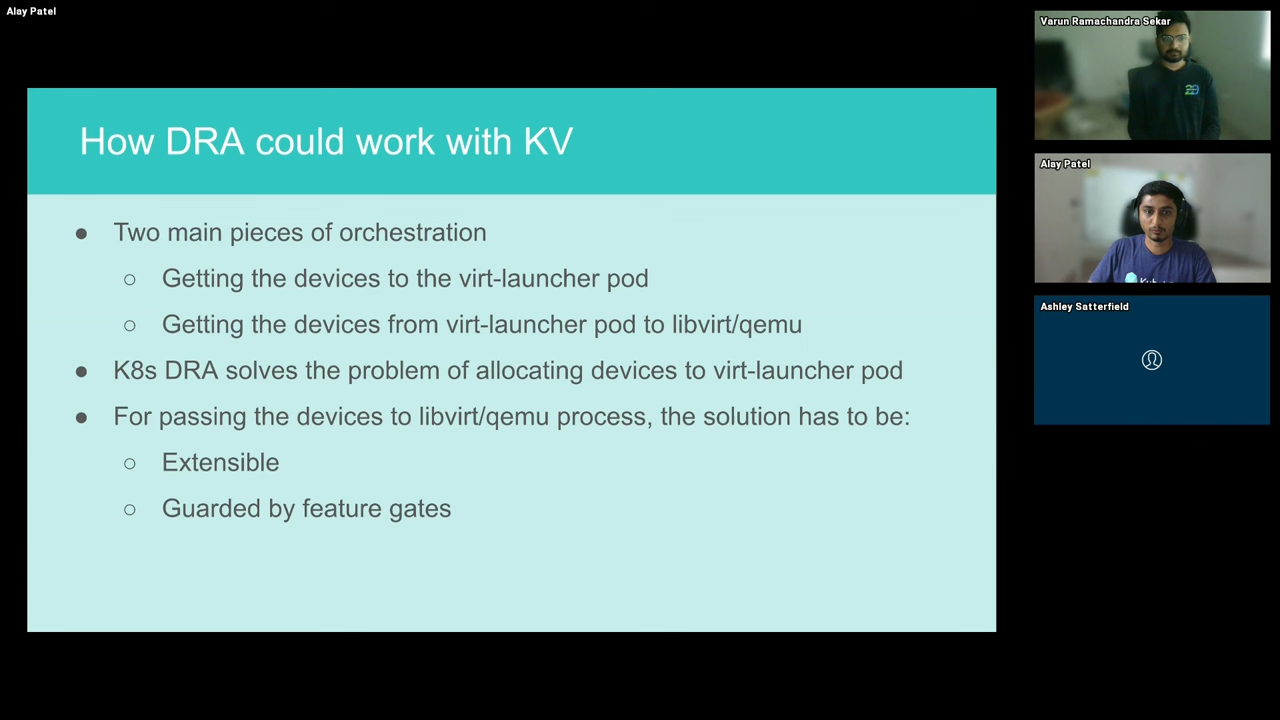 Alay Patel
How DRA could work with KV
● Two main pieces of orchestration
○ Getting the devices to the virt-launcher pod
○ Getting the devices from virt-launcher pod to libvirt/qemu
● K8s DRA solves the problem of allocating devices to virt-launcher pod
● For passing the devices to libvirt/qemu process, the solution has to be:
○ Extensible
○ Guarded by feature gates
Varun Ramachandra Sekar
Alay Patel
Ashley Satterfield